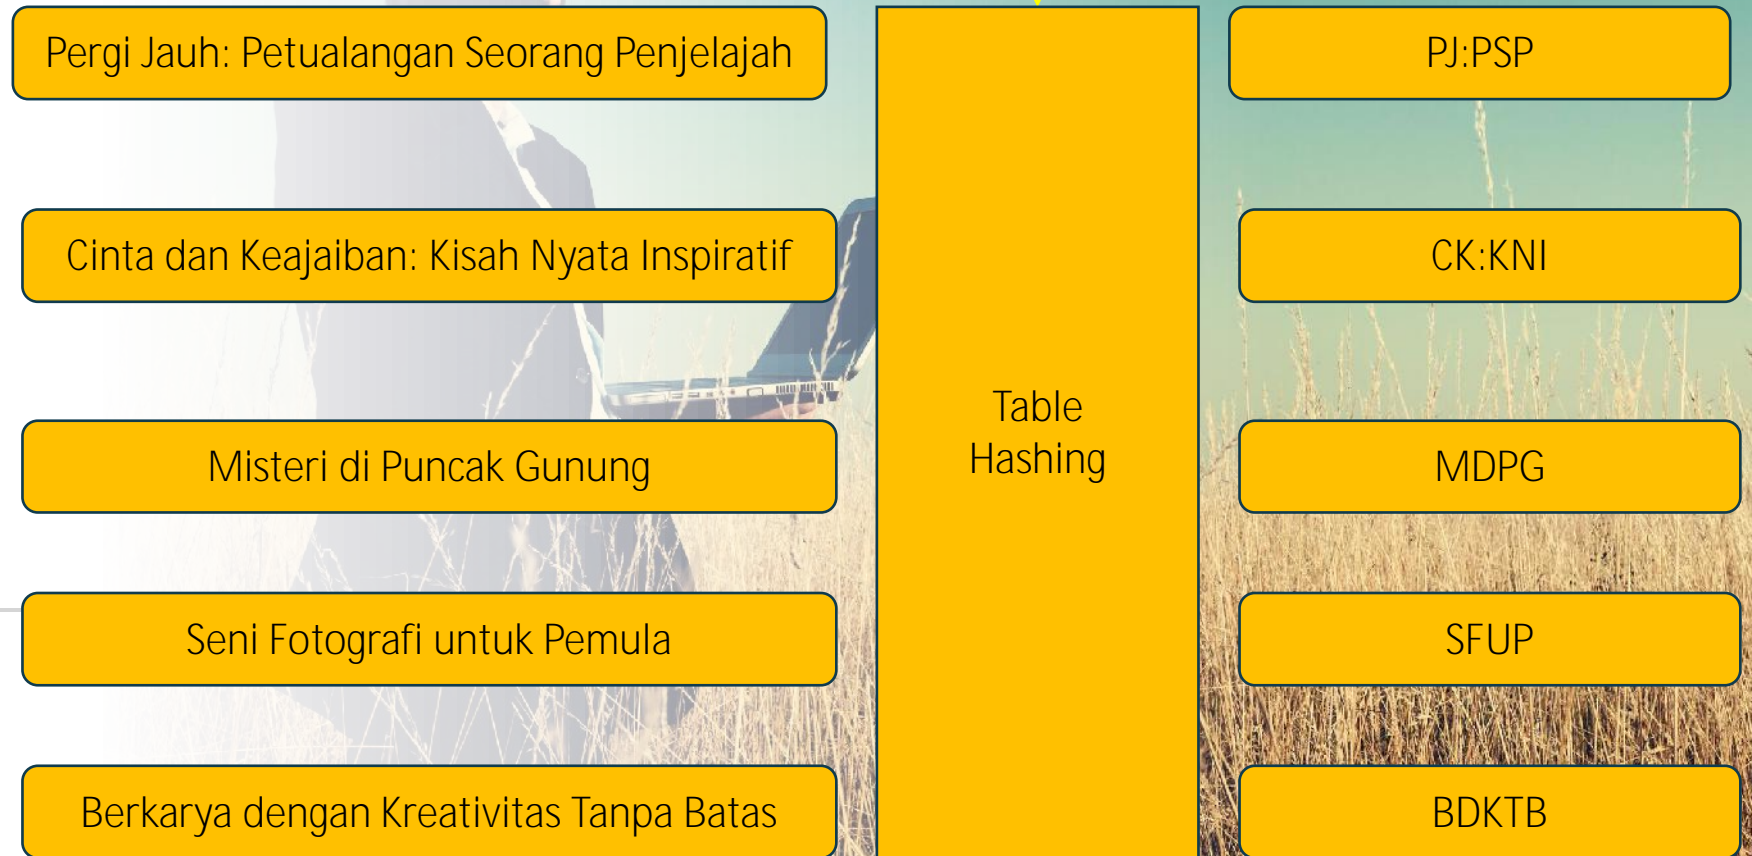 Pergi Jauh: Petualangan Seorang Penjelajah
PJ:PSP
Cinta dan Keajaiban: Kisah Nyata Inspiratif
CK:KNI
Table
Hashing
Misteri di Puncak Gunung
MDPG
Seni Fotografi untuk Pemula
SFUP
Berkarya dengan Kreativitas Tanpa Batas
BDKTB